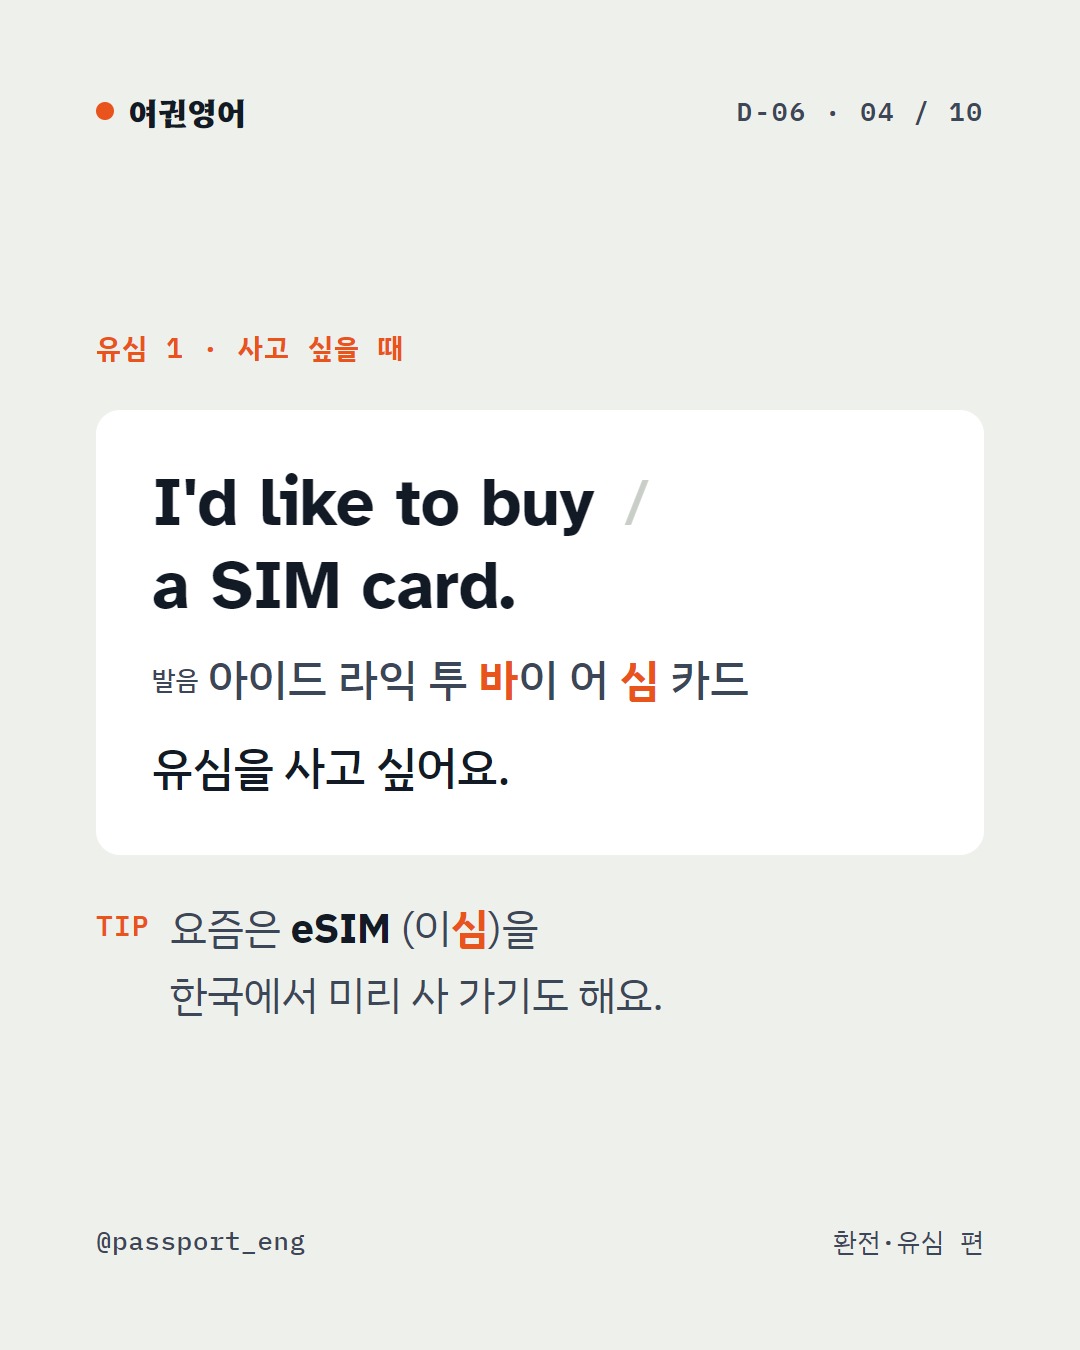 여권영어
D-06 · 04 / 10
유심 1 · 사고 싶을 때
I'd like to buy /
a SIM card.
발음 아이드 라익 투 바이 어 심 카드
유심을 사고 싶어요.
TIP 요즘은 eSIM (이심)을
한국에서 미리 사 가기도 해요.
@passport_eng
환전·유심 편